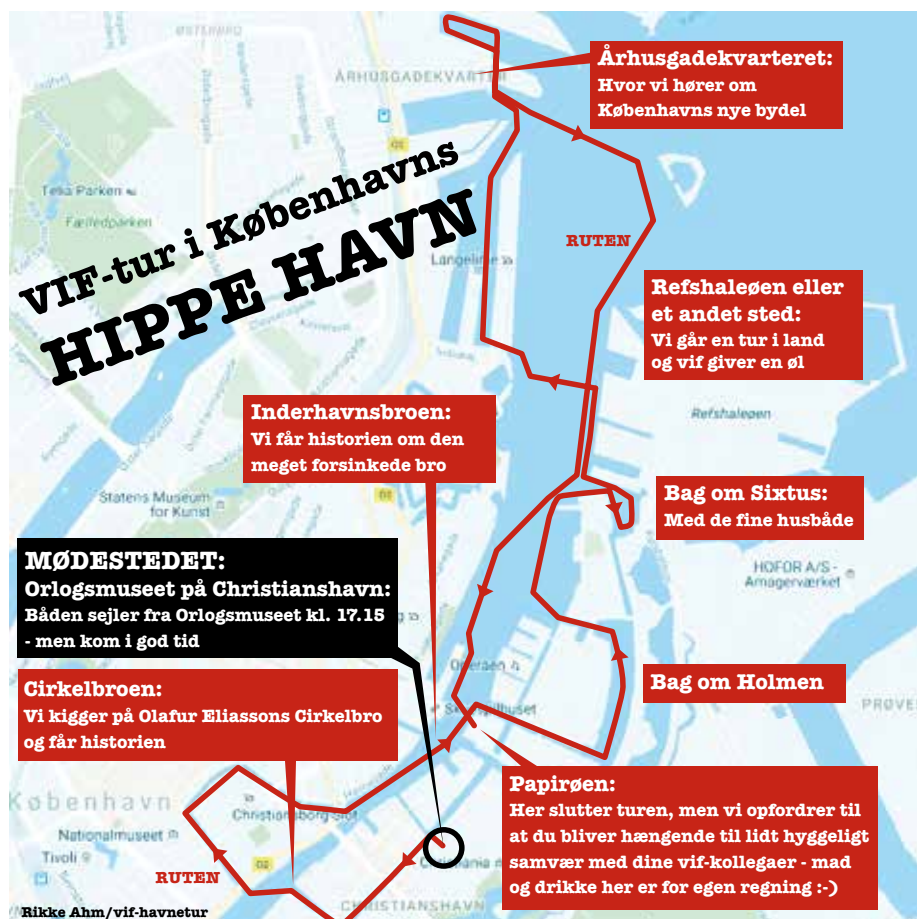 VIF-tur i Københavns
HIPPE HAVN
Århusgadekvarteret:
Hvor vi hører om
Københavns nye bydel
RUTEN
Refshaleøen eller
et andet sted:
Vi går en tur i land
og vif giver en øl
Inderhavnsbroen:
Vi får historien om den
meget forsinkede bro
Bag om Sixtus:
Med de fine husbåde
MØDESTEDET:
Orlogsmuseet på Christianshavn:
Båden sejler fra Orlogsmuseet kl. 17.15
- men kom i god tid
Bag om Holmen
Cirkelbroen:
Vi kigger på Olafur Eliassons Cirkelbro
og får historien
Papirøen:
Her slutter turen, men vi opfordrer til
at du bliver hængende til lidt hyggeligt
samvær med dine vif-kollegaer - mad
og drikke her er for egen regning :-)
RUTEN
Rikke Ahm/vif-havnetur
ØSTERBRO
ÅRHUSGADEKVARTER
Telia Parken
Fælledparken
Langelinie
Refshaleøen
Statens Museum
for Kunst
HOFOR A/S -
Amagerværket
Operaen
PRØVE
København
Christiansborg Slot
Nationalmuseet
Tivoli
CHRISTIANSHAVN
O2
O2